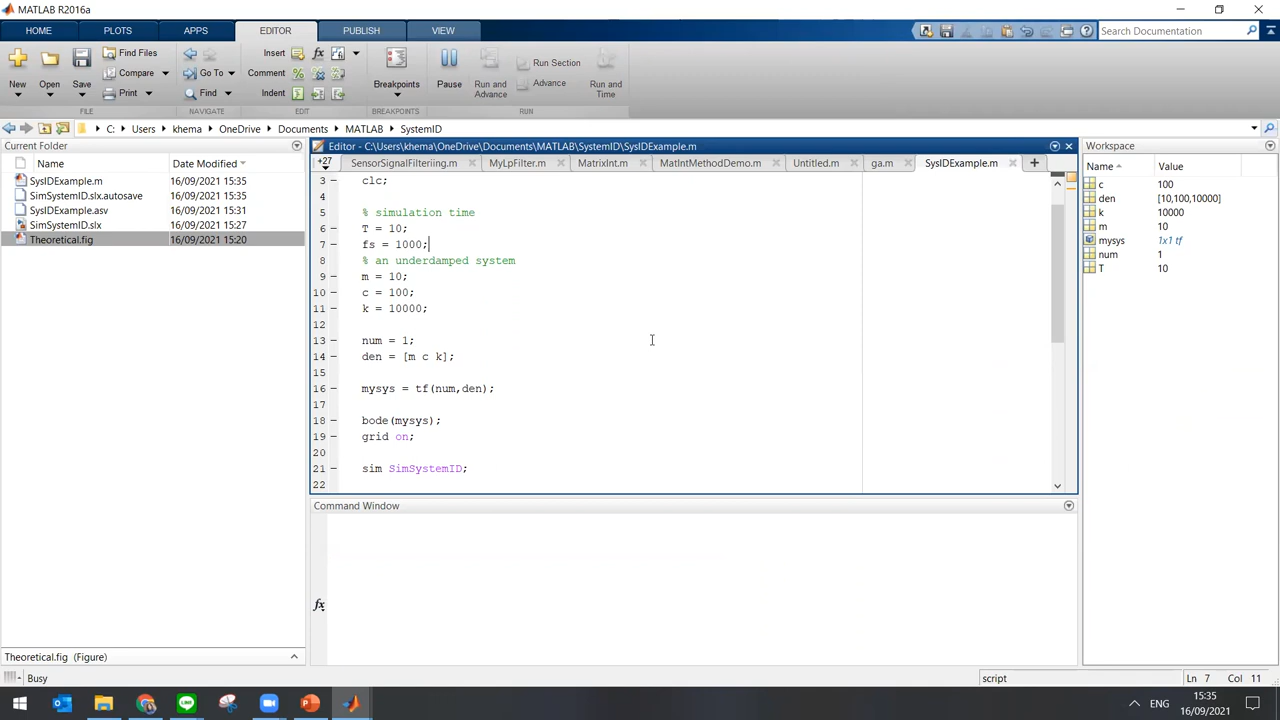 MATLAB R2016a
HOME PLOTS APPS EDITOR PUBLISH VIEW Search Documentation
Find Files Insert fx Run Section
Compare Go To Comment Advance
New Open Save Print Find Indent Breakpoints Pause Run and Advance Run and Time
FILE NAVIGATE EDIT BREAKPOINTS RUN
C: Users khema OneDrive Documents MATLAB SystemID
Current Folder
Name Date Modified
SysIDExample.m 16/09/2021 15:35
SimSystemID.slx.autosave 16/09/2021 15:35
SysIDExample.asv 16/09/2021 15:31
SimSystemID.slx 16/09/2021 15:27
Theoretical.fig 16/09/2021 15:20
Theoretical.fig (Figure)
Editor - C:\Users\khema\OneDrive\Documents\MATLAB\SystemID\SysIDExample.m
+27 SensorSignalFilteriing.m MyLpFilter.m MatrixInt.m MatIntMethodDemo.m Untitled.m ga.m SysIDExample.m
3 clc;
4
5 % simulation time
6 T = 10;
7 fs = 1000;
8 % an underdamped system
9 m = 10;
10 c = 100;
11 k = 10000;
12
13 num = 1;
14 den = [m c k];
15
16 mysys = tf(num,den);
17
18 bode(mysys);
19 grid on;
20
21 sim SimSystemID;
22
Command Window
fx
Workspace
Name Value
c 100
den [10,100,10000]
k 10000
m 10
mysys 1x1 tf
num 1
T 10
Busy script Ln 7 Col 11
ENG 15:35
16/09/2021